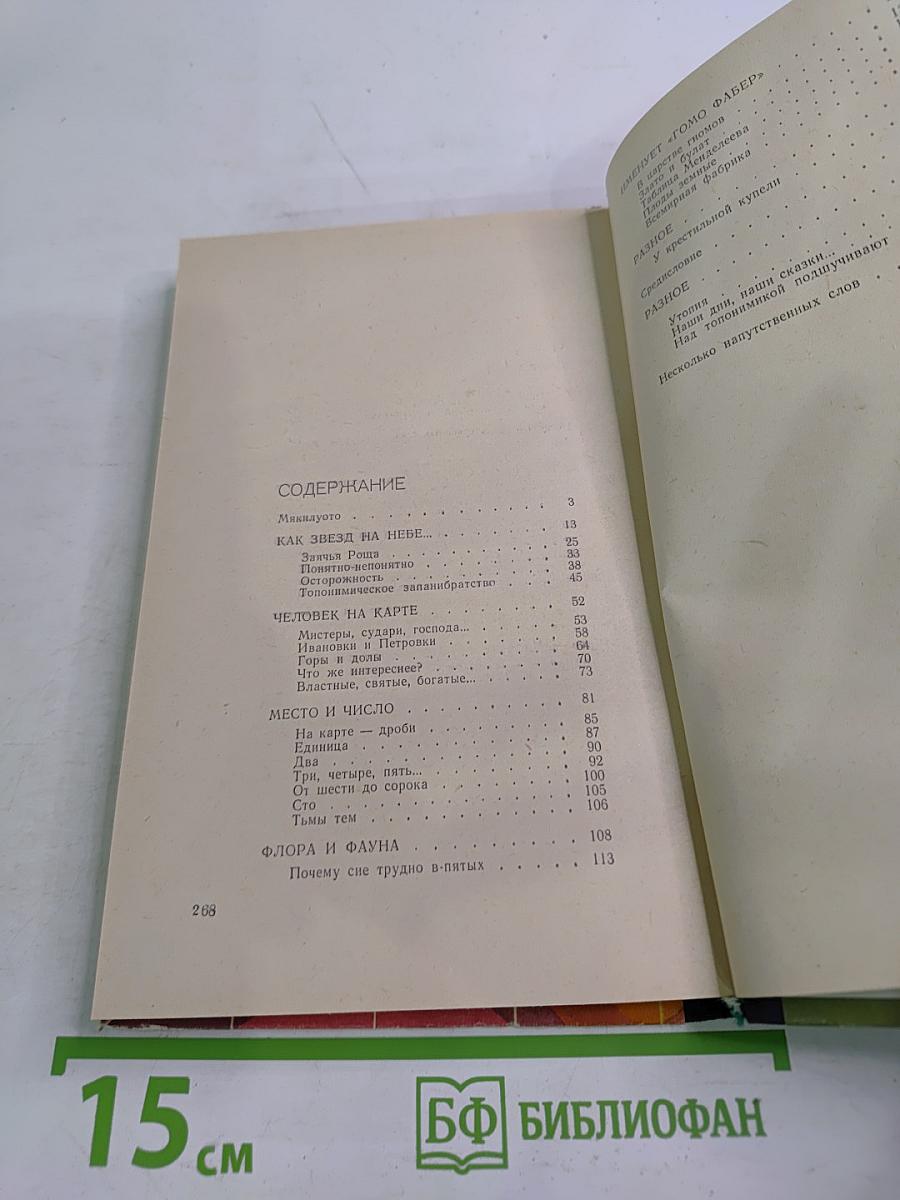 СОДЕРЖАНИЕ
Мякилуото . . . . . . . . . . . . 3
КАК ЗВЕЗД НА НЕБЕ... . . . . . . . 13
Заячья Роща . . . . . . . . . . 25
Понятно-непонятно . . . . . . . . 33
Осторожность . . . . . . . . . . 38
Топонимическое запанибратство . . . 45
ЧЕЛОВЕК НА КАРТЕ . . . . . . . . 52
Мистеры, судари, господа... . . . . . 53
Ивановки и Петровки . . . . . . . 58
Горы и долы . . . . . . . . . . 64
Что же интереснее? . . . . . . . . 70
Властные, святые, богатые... . . . . . 73
МЕСТО И ЧИСЛО . . . . . . . . . 81
На карте — дроби . . . . . . . . 85
Единица . . . . . . . . . . . 87
Два . . . . . . . . . . . . . 90
Три, четыре, пять... . . . . . . . . 92
От шести до сорока . . . . . . . . 100
Сто . . . . . . . . . . . . . 105
Тьмы тем . . . . . . . . . . . 106
ФЛОРА И ФАУНА . . . . . . . . . 108
Почему сие трудно в-пятых . . . . . 113
268
ИМЕНУЕТ «ГОМО ФАБЕР»
В царстве гномов
Злато и булат
Таблица Менделеева
Плоды земные
Всемирная фабрика
РАЗНОЕ
У крестильной купели
Средисловие
РАЗНОЕ
Утопия
Наши дни, наши сказки...
Над топонимикой подшучивают
Несколько напутственных слов
15 см
БФ БИБЛИОФАН